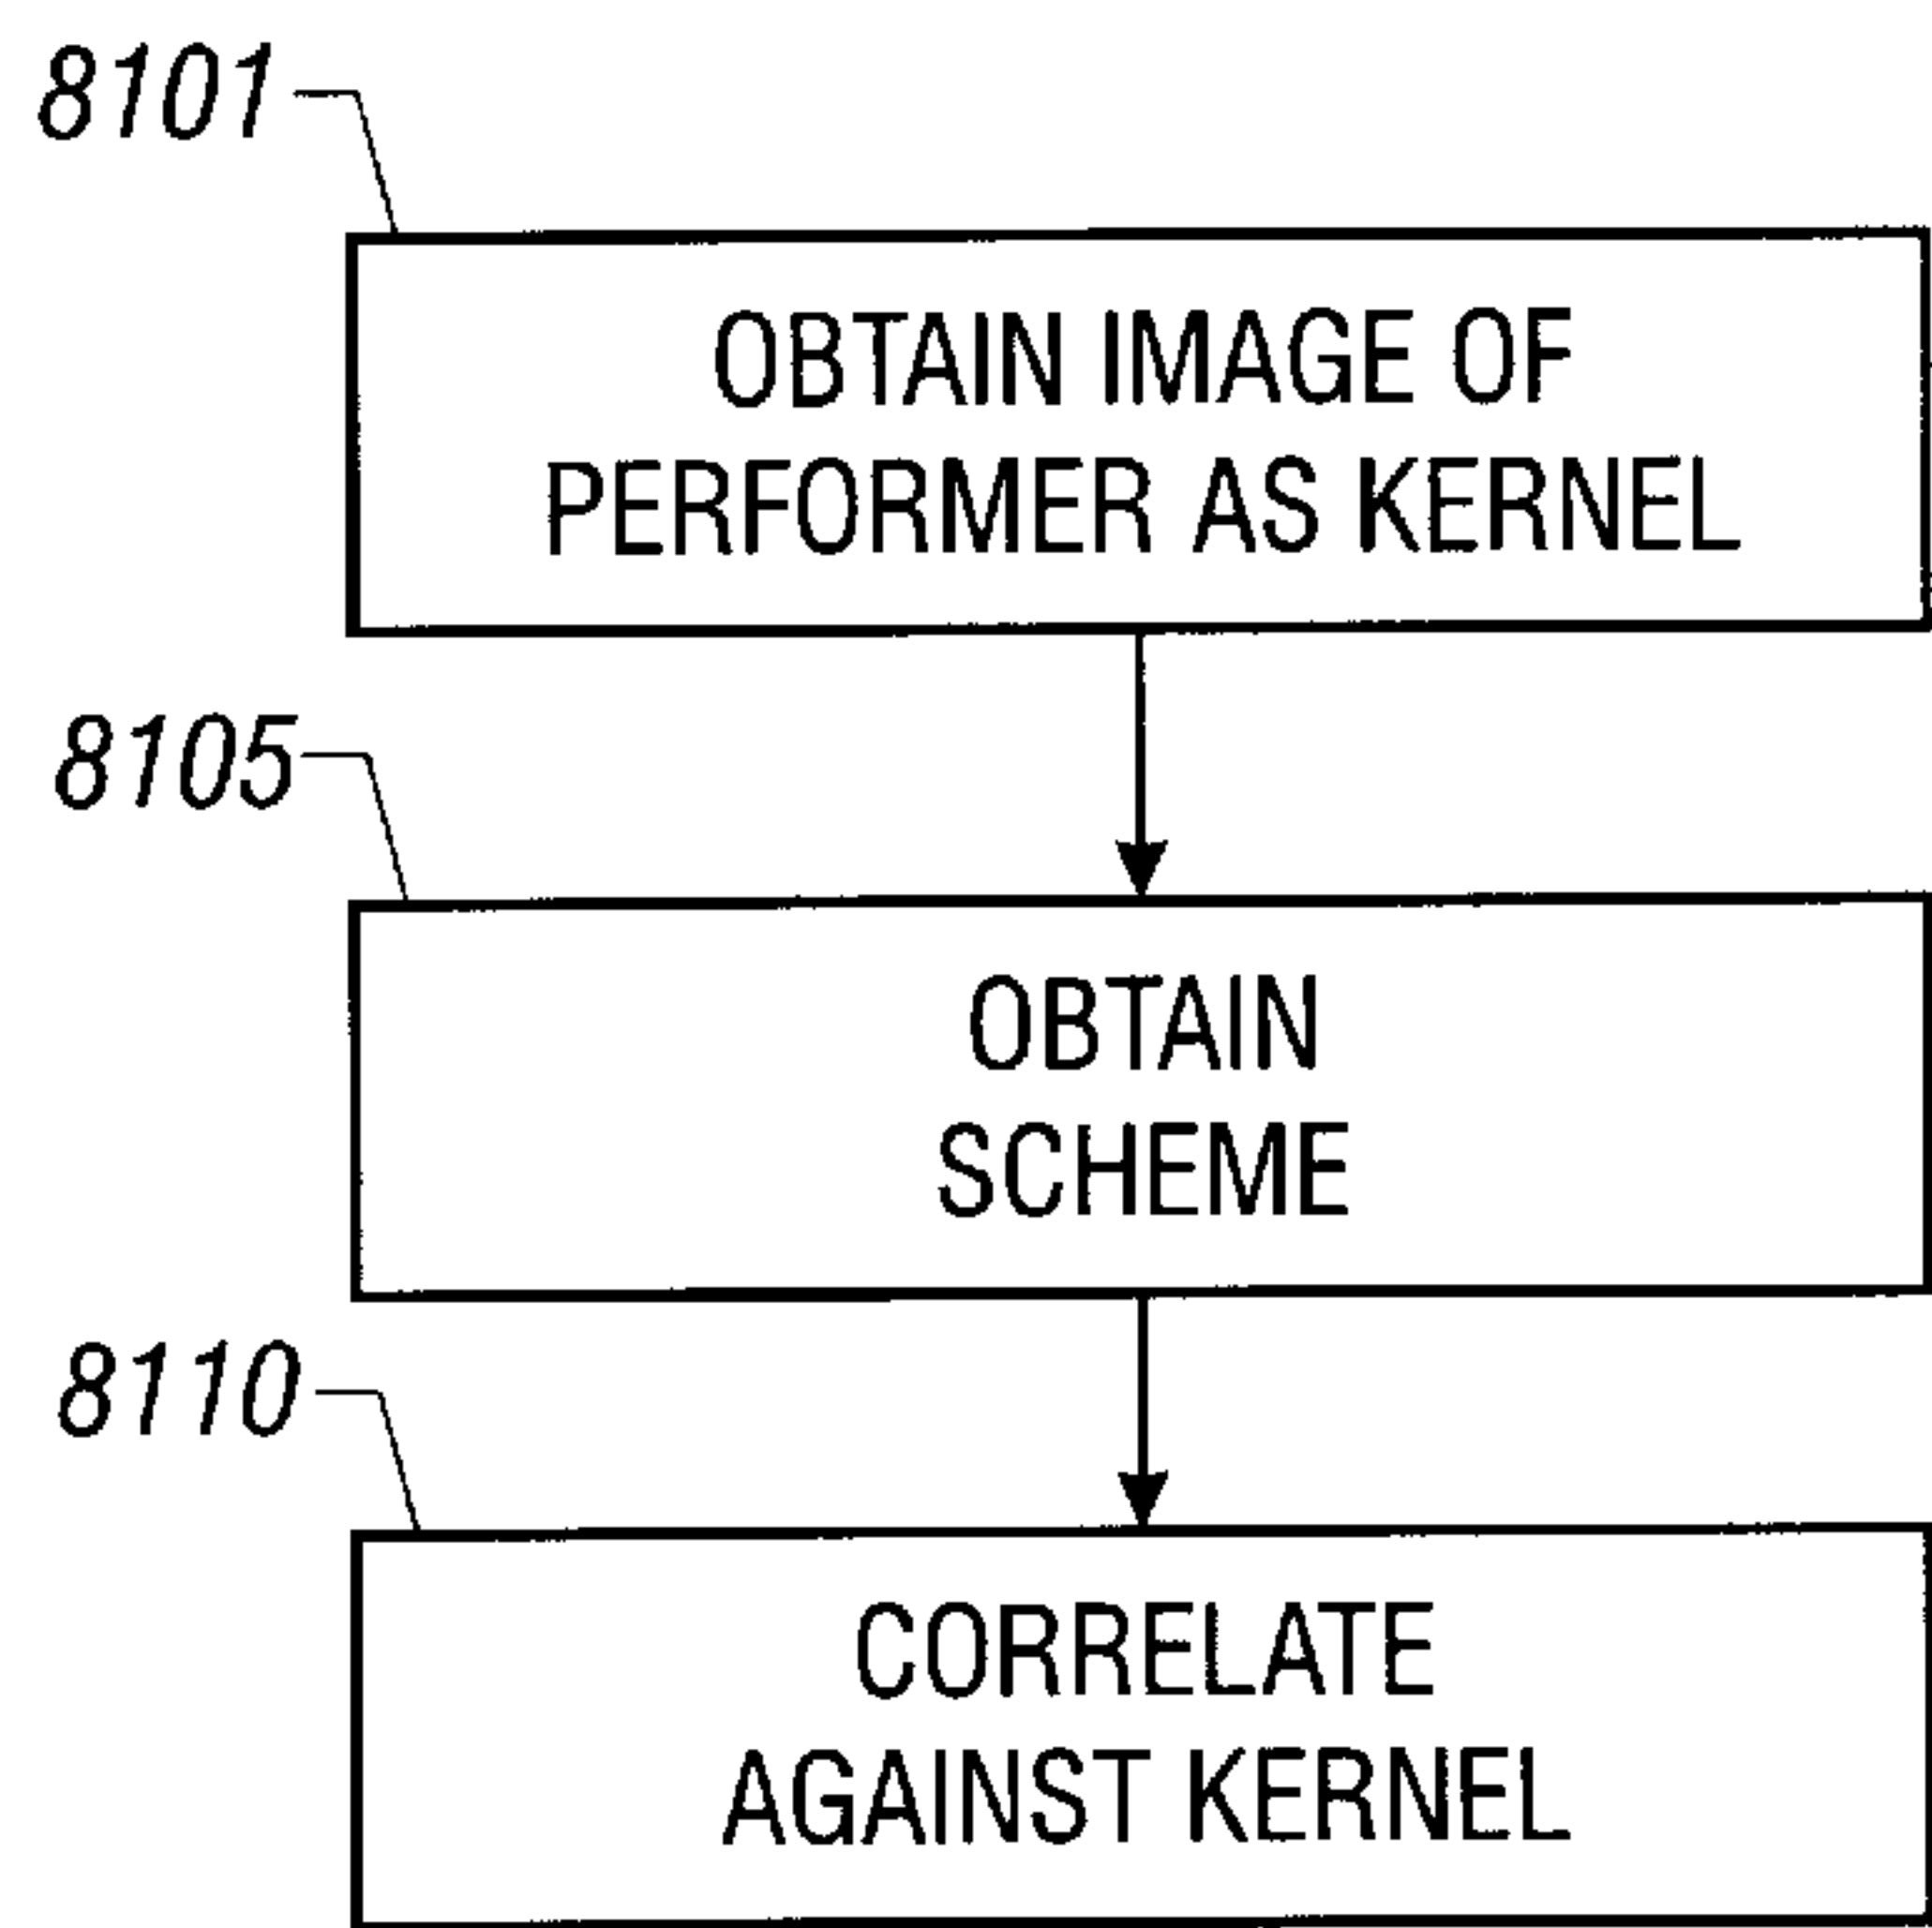 8101
OBTAIN IMAGE OF
PERFORMER AS KERNEL
8105
OBTAIN
SCHEME
8110
CORRELATE
AGAINST KERNEL